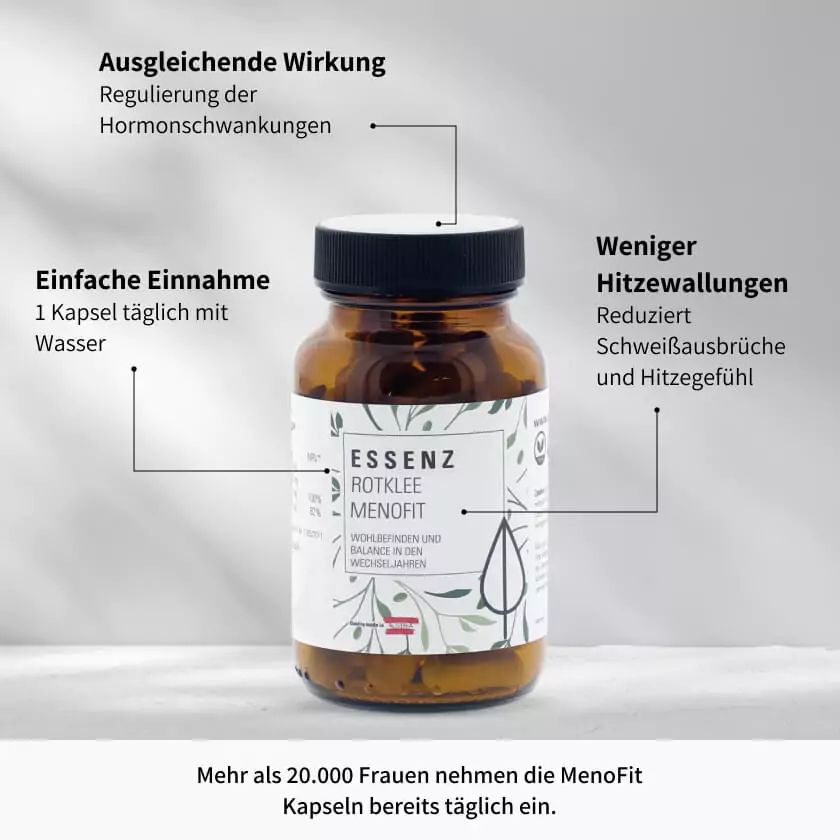 Ausgleichende Wirkung
Regulierung der
Hormonschwankungen
Weniger
Hitzewallungen
Reduziert
Schweißausbrüche
und Hitzegefühl
Einfache Einnahme
1 Kapsel täglich mit
Wasser
ESSENZ
ROTKLEE
MENOFIT
WOHLBEFINDEN UND
BALANCE IN DEN
WECHSELJAHREN
NRV*
100%
Mehr als 20.000 Frauen nehmen die MenoFit
Kapseln bereits täglich ein.